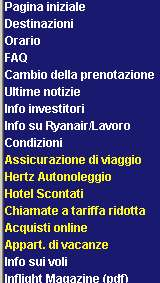 Pagina iniziale
Destinazioni
Orario
FAQ
Cambio della prenotazione
Ultime notizie
Info investitori
Info su Ryanair/Lavoro
Condizioni
Assicurazione di viaggio
Hertz Autonoleggio
Hotel Scontati
Chiamate a tariffa ridotta
Acquisti online
Appart. di vacanze
Info sui voli
Inflight Magazine (pdf)